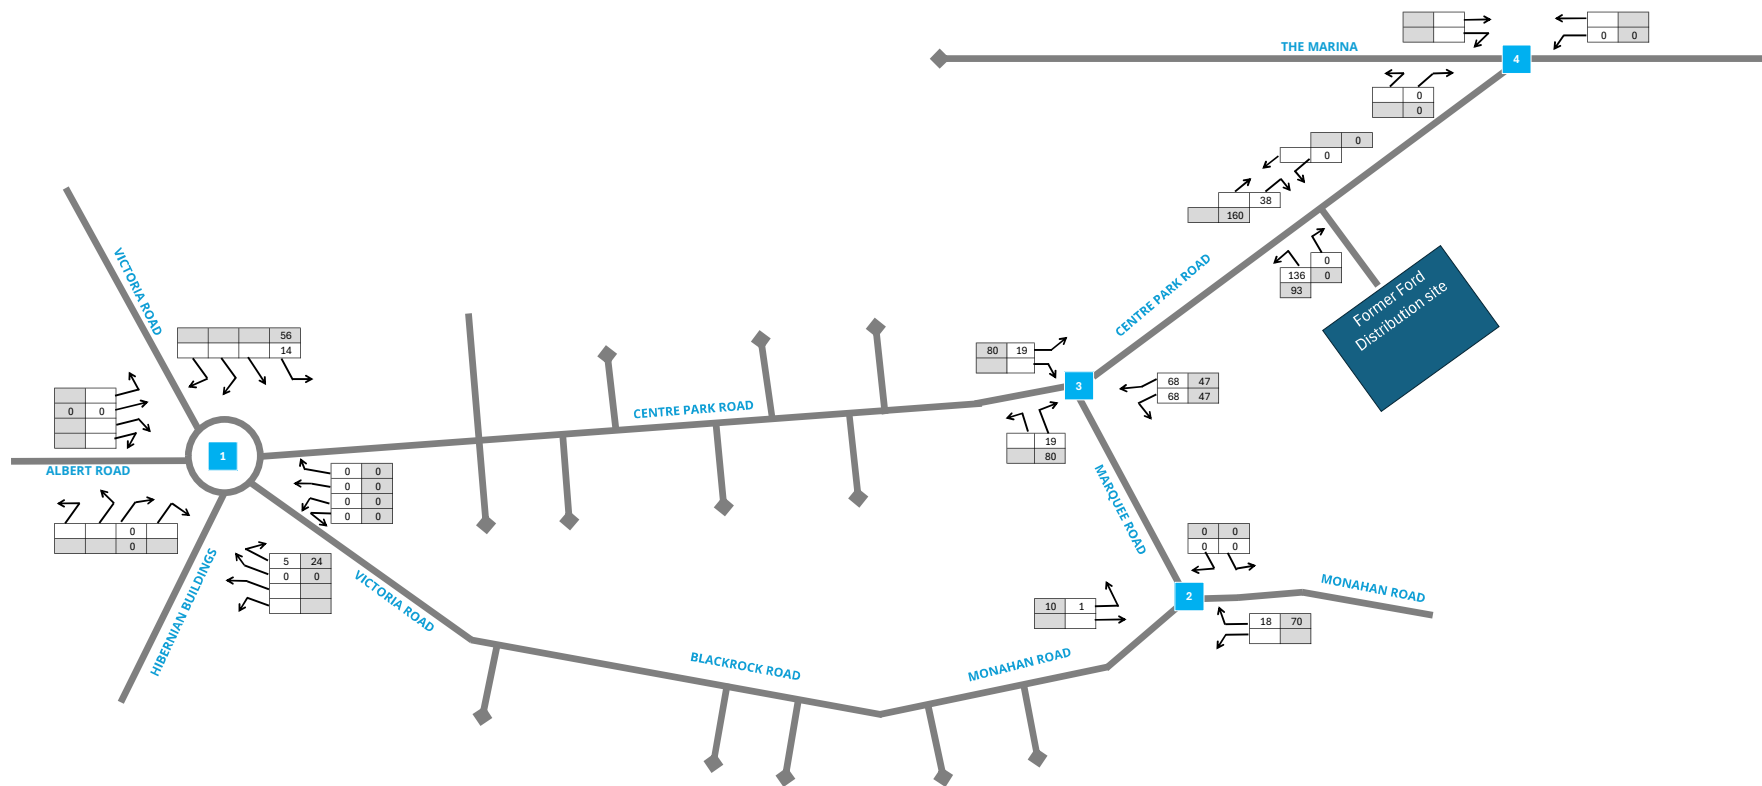 THE MARINA
4
0 0
0
0
0
0
38
160
VICTORIA ROAD
CENTRE PARK ROAD
0
136 0
93
Former Ford
Distribution site
56
14
80 19
3
68 47
68 47
0 0
CENTRE PARK ROAD
19
80
1
ALBERT ROAD
0 0
0 0
0 0
0 0
MARQUEE ROAD
0
0
0 0
0 0
HIBERNIAN BUILDINGS
5 24
0 0
VICTORIA ROAD
2
MONAHAN ROAD
10 1
18 70
BLACKROCK ROAD
MONAHAN ROAD